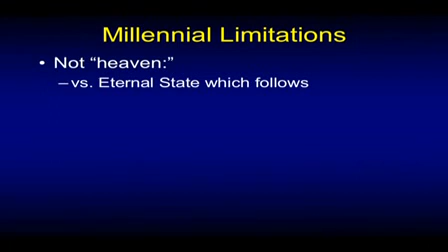 Millennial Limitations
• Not “heaven:”
–vs. Eternal State which follows